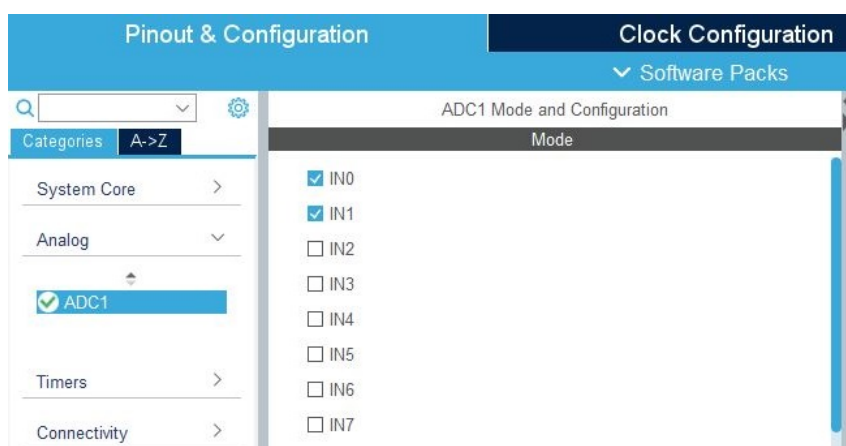 Pinout & Configuration
Clock Configuration
Software Packs
Categories
A->Z
System Core
Analog
ADC1
Timers
Connectivity
ADC1 Mode and Configuration
Mode
IN0
IN1
IN2
IN3
IN4
IN5
IN6
IN7